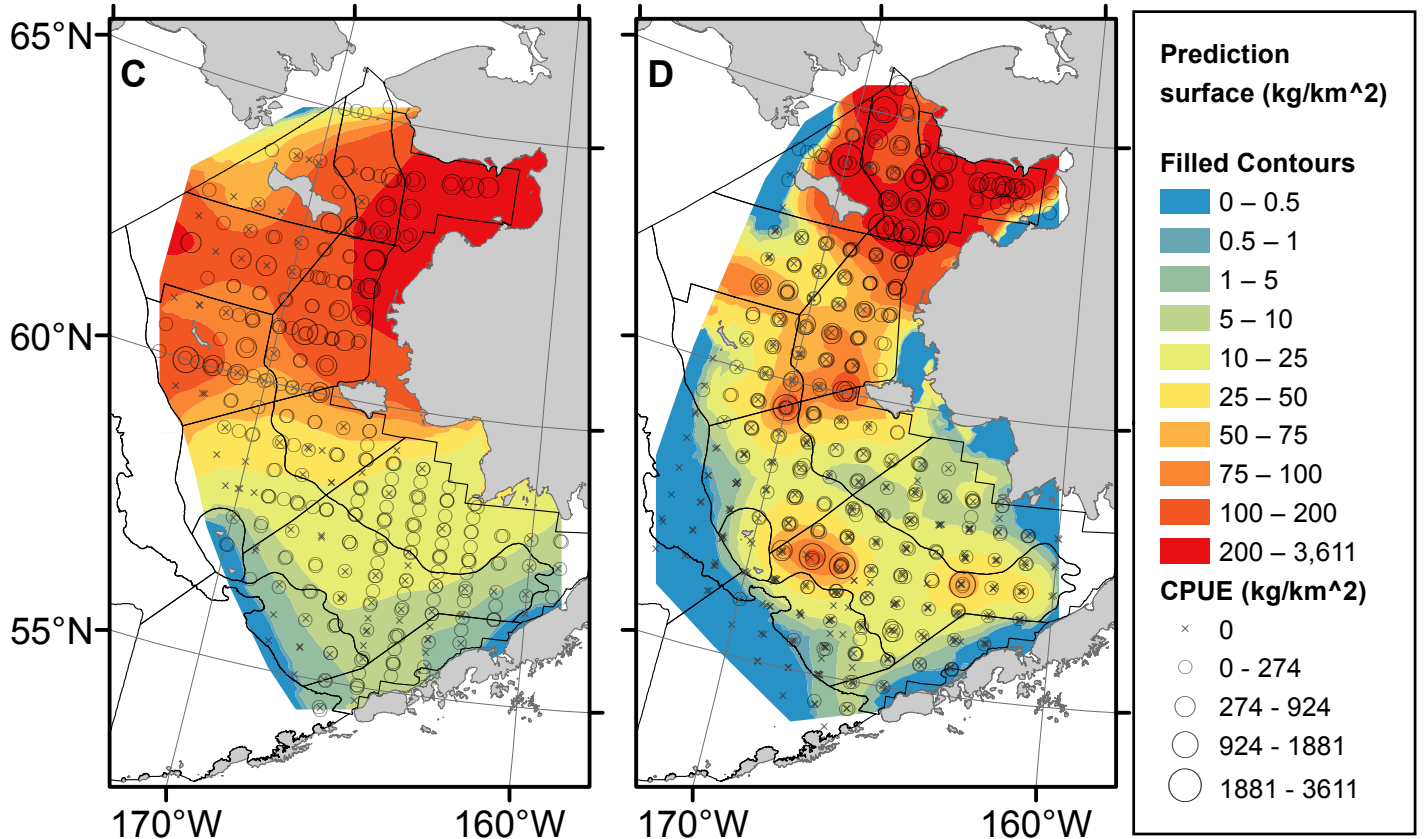 65°N
60°N
55°N
C
D
170°W
160°W
170°W
160°W
Prediction
surface (kg/km^2)
Filled Contours
0 – 0.5
0.5 – 1
1 – 5
5 – 10
10 – 25
25 – 50
50 – 75
75 – 100
100 – 200
200 – 3,611
CPUE (kg/km^2)
0
0 - 274
274 - 924
924 - 1881
1881 - 3611